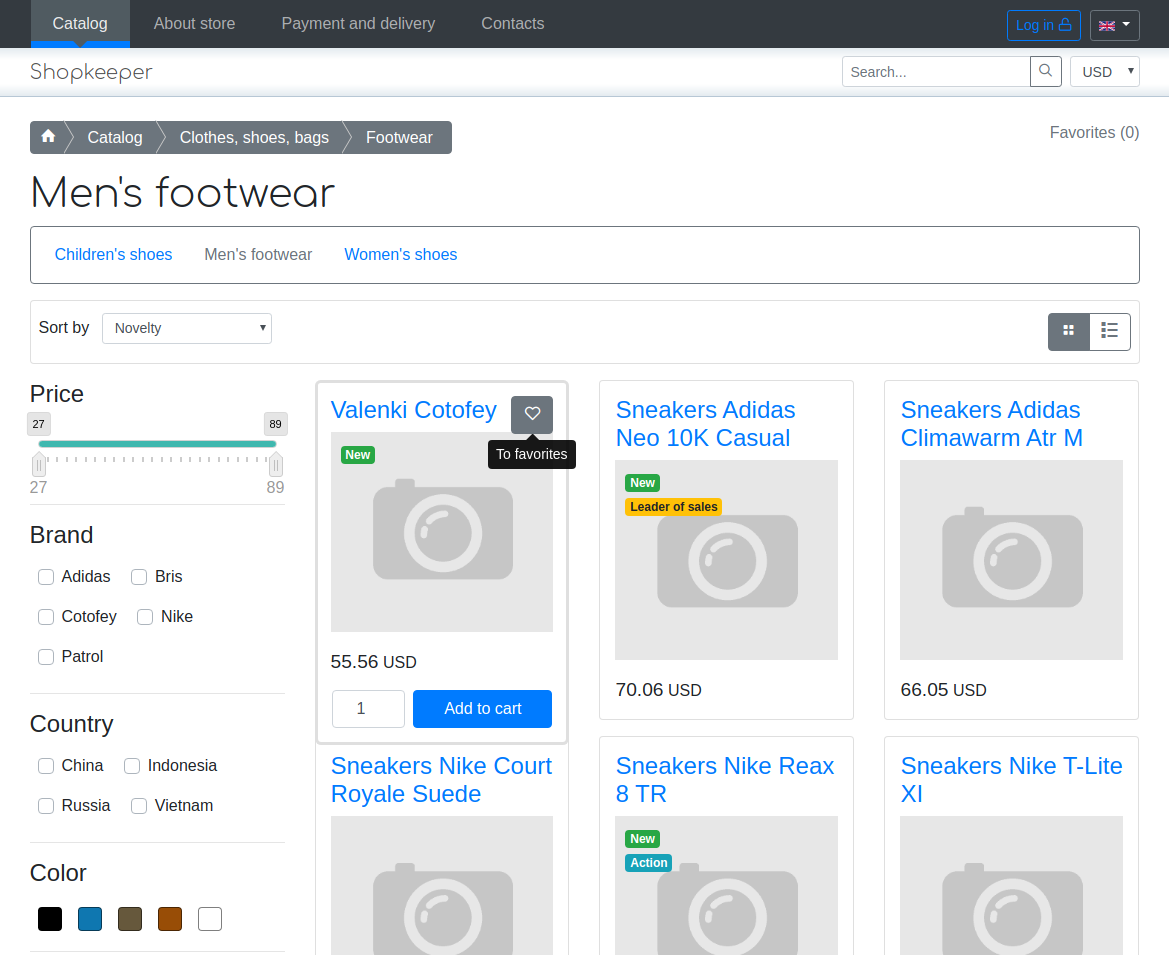 Catalog About store Payment and delivery Contacts Log in
Shopkeeper Search... USD
Catalog Clothes, shoes, bags Footwear Favorites (0)
Men's footwear
Children's shoes Men's footwear Women's shoes
Sort by Novelty
Price
27 89
27 89
Brand
Adidas Bris
Cotofey Nike
Patrol
Country
China Indonesia
Russia Vietnam
Color
Valenki Cotofey
To favorites
New
55.56 USD
1 Add to cart
Sneakers Adidas
Neo 10K Casual
New
Leader of sales
70.06 USD
Sneakers Adidas
Climawarm Atr M
66.05 USD
Sneakers Nike Court
Royale Suede
Sneakers Nike Reax
8 TR
New
Action
Sneakers Nike T-Lite
XI